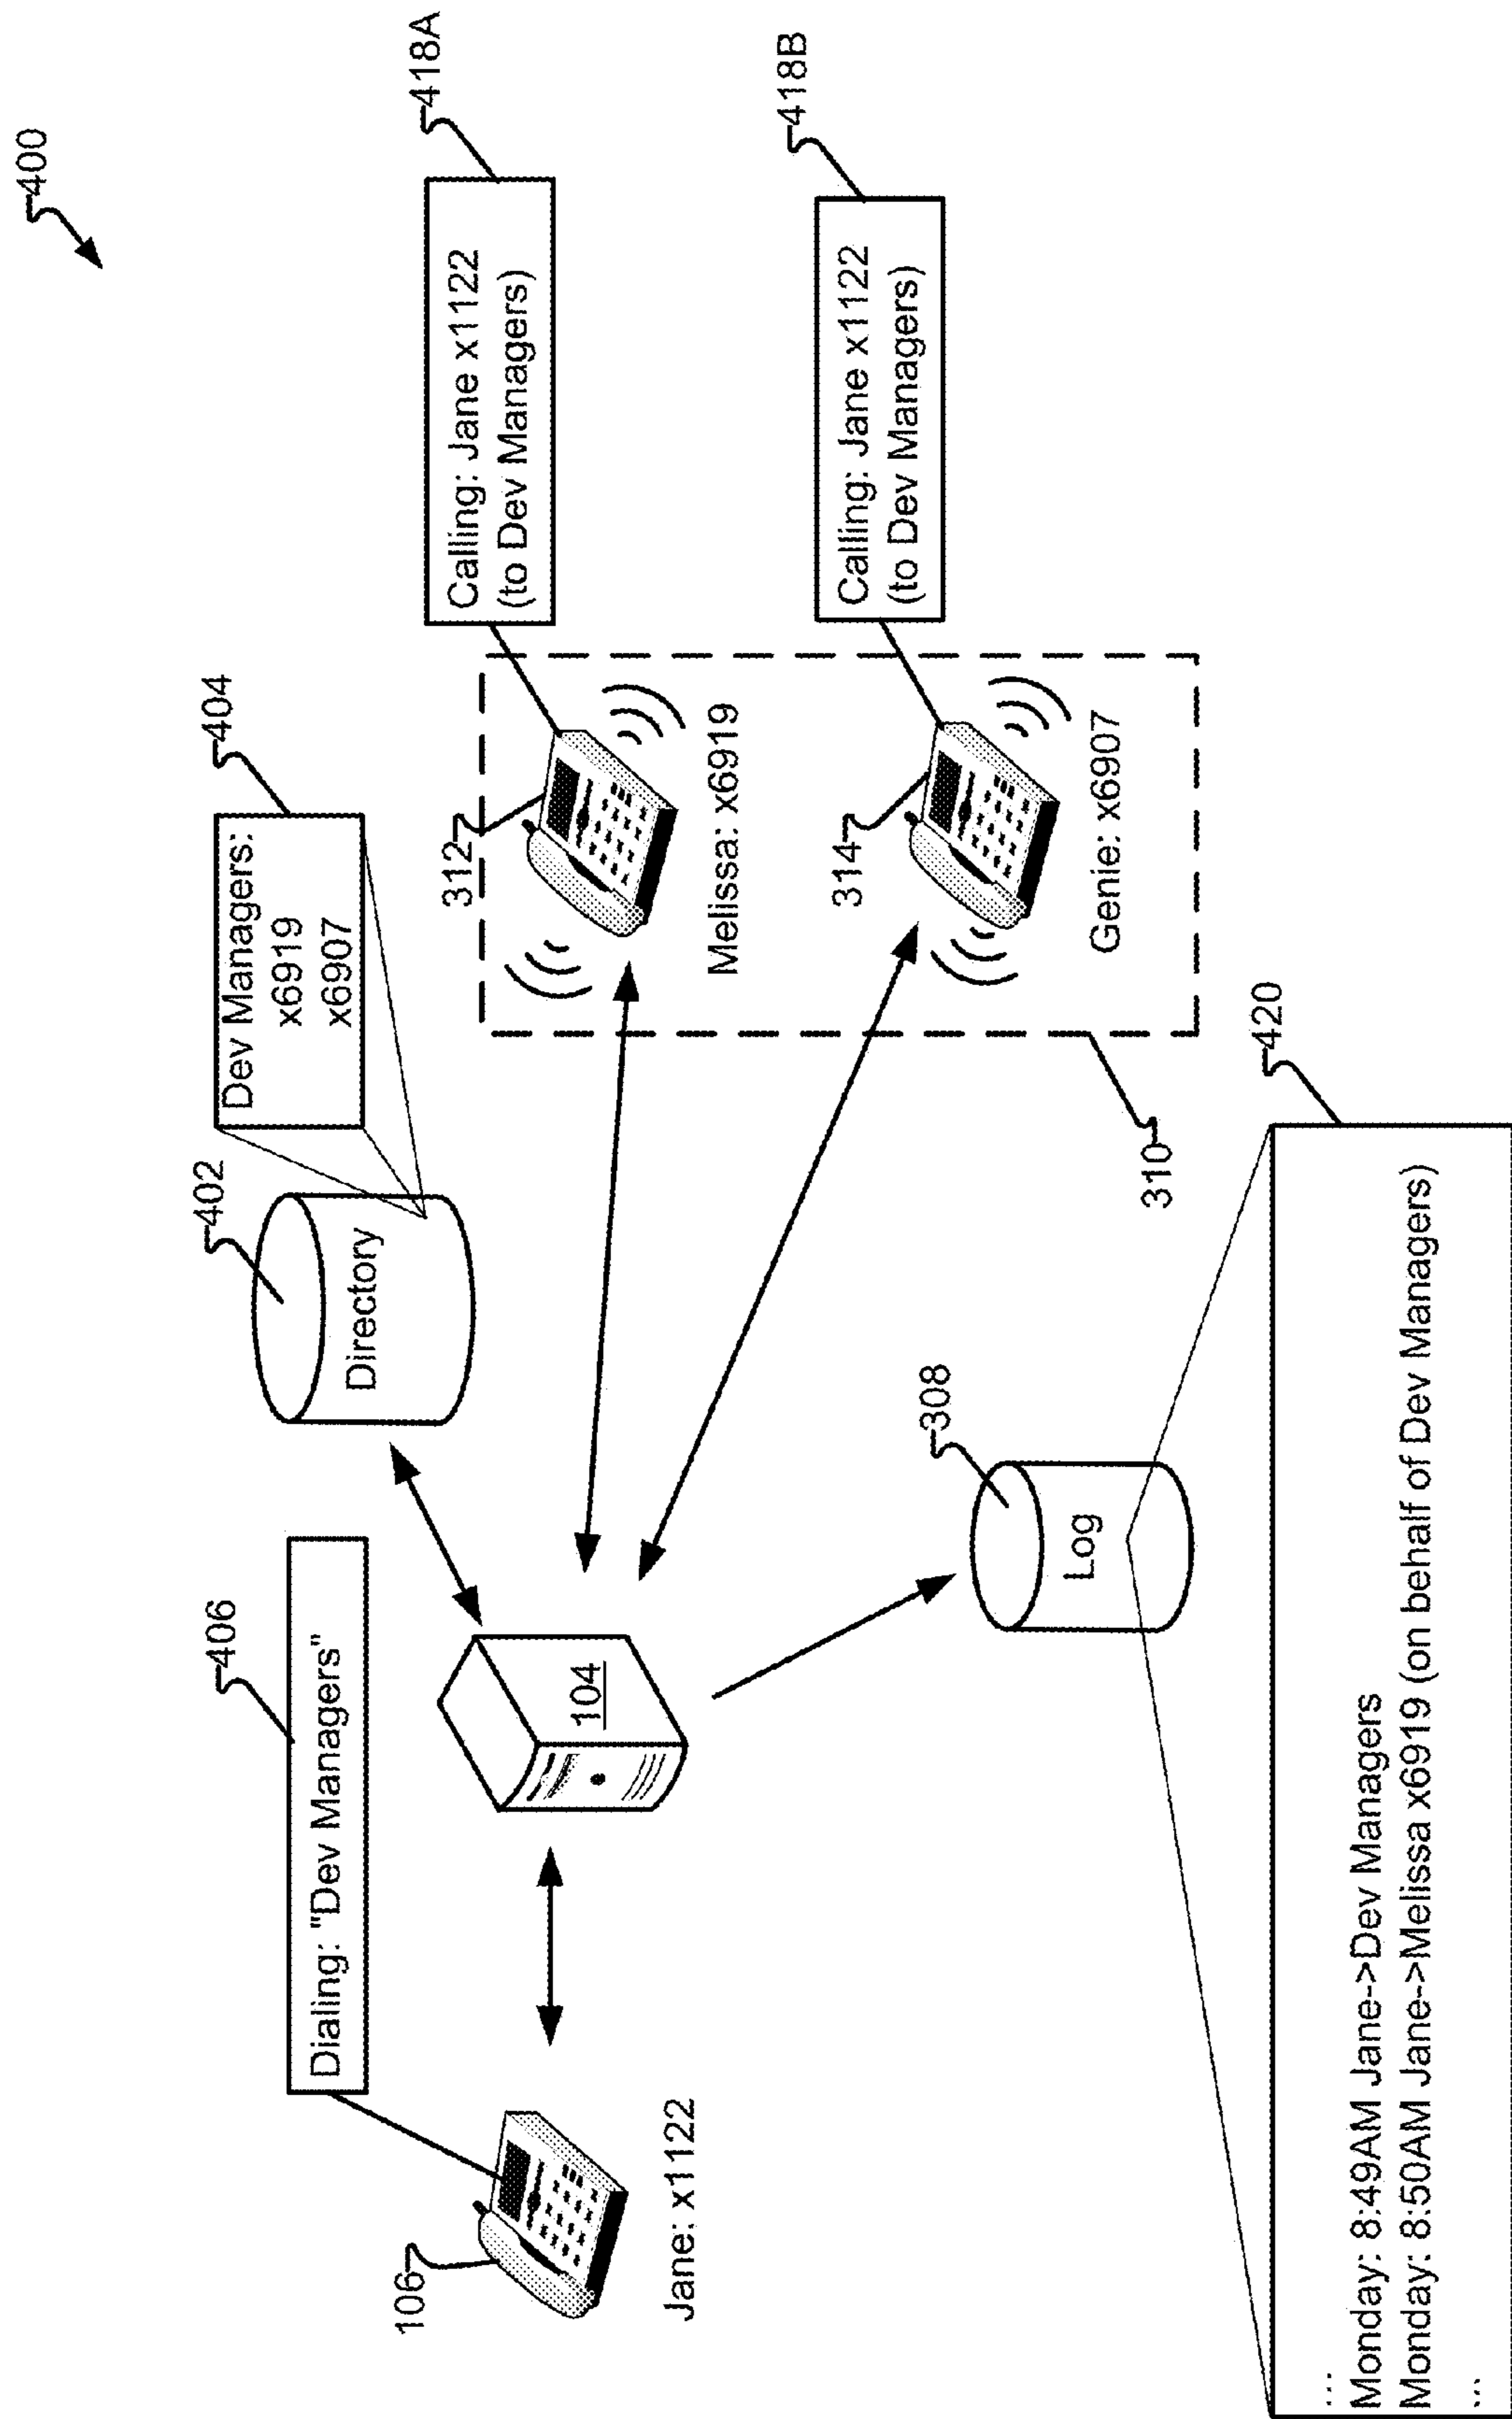 400
406
Dialing: "Dev Managers"
402
Directory
404
Dev Managers:
x6919
x6907
418A
Calling: Jane x1122
(to Dev Managers)
106
Jane: x1122
104
312
Melissa: x6919
418B
Calling: Jane x1122
(to Dev Managers)
314
Genie: x6907
310
308
Log
420
...
Monday: 8:49AM Jane->Dev Managers
Monday: 8:50AM Jane->Melissa x6919 (on behalf of Dev Managers)
...